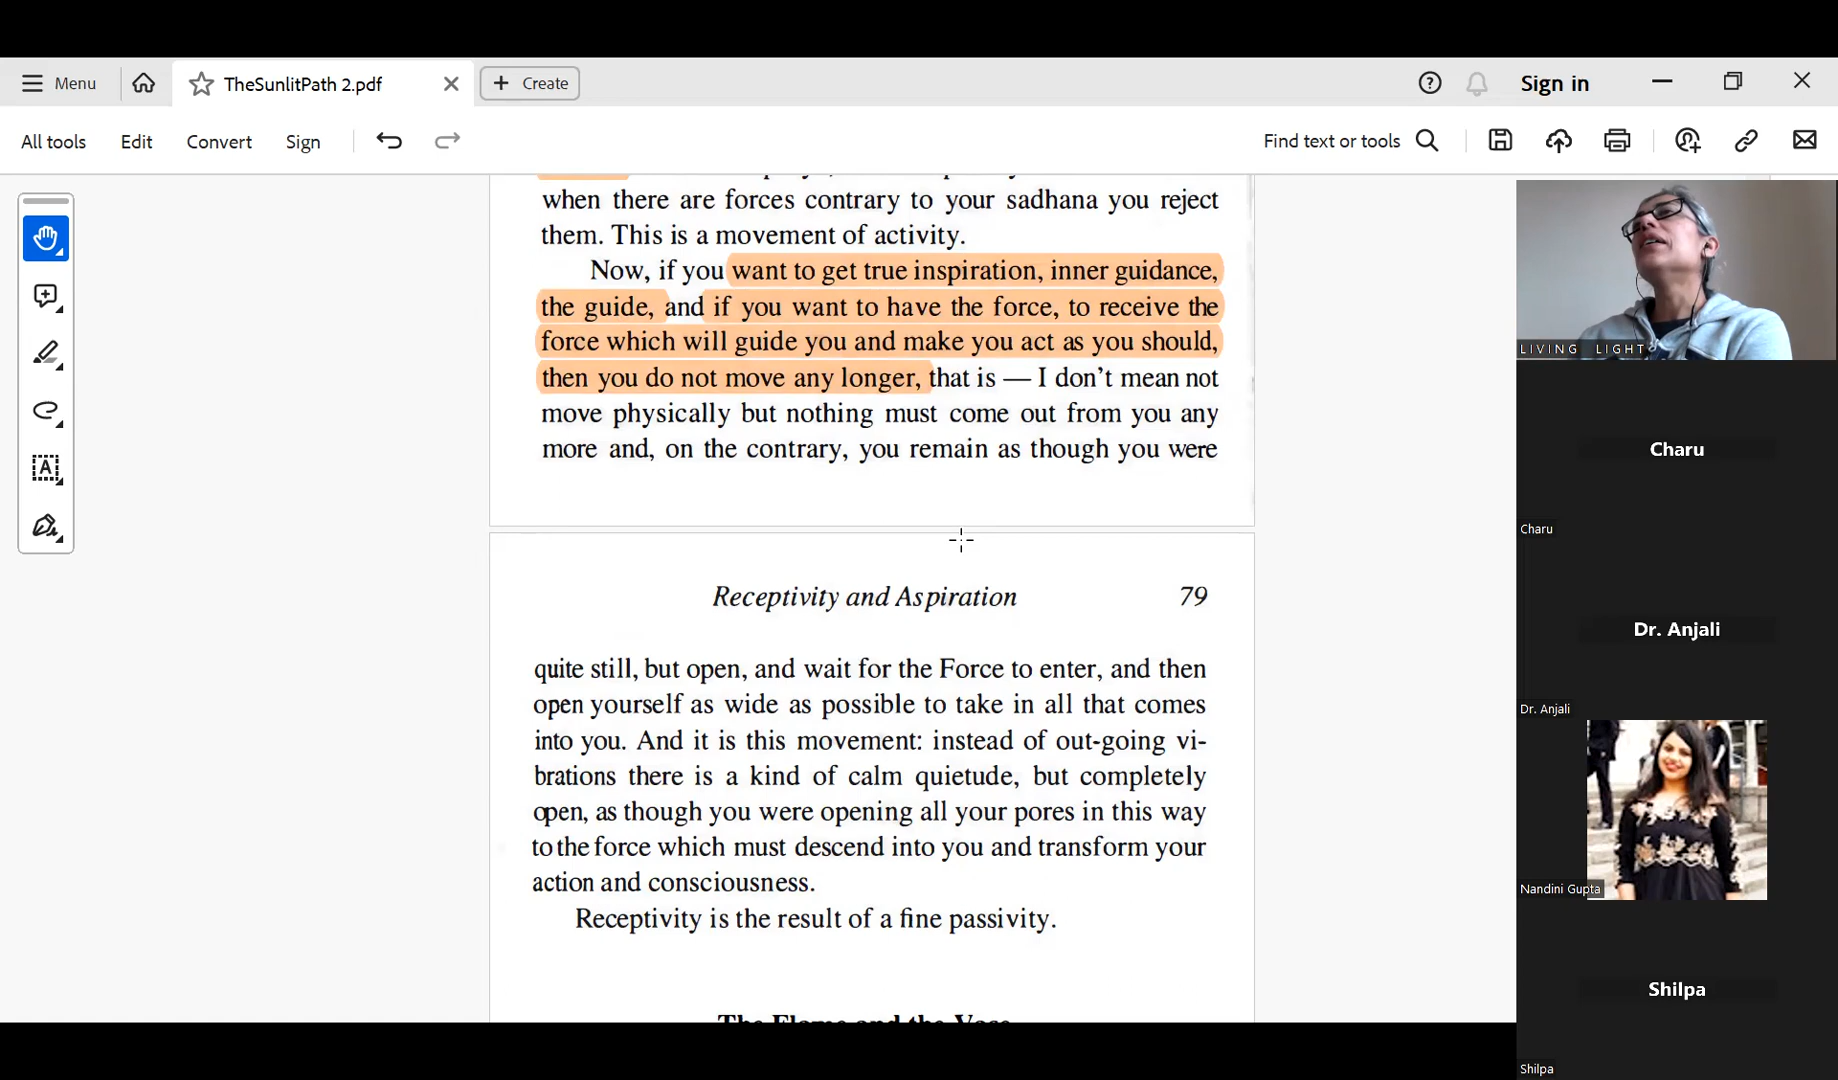 Menu
TheSunlitPath 2.pdf
Create
Sign in
All tools
Edit
Convert
Sign
Find text or tools
when there are forces contrary to your sadhana you reject
them. This is a movement of activity.
Now, if you want to get true inspiration, inner guidance,
the guide, and if you want to have the force, to receive the
force which will guide you and make you act as you should,
then you do not move any longer, that is — I don't mean not
move physically but nothing must come out from you any
more and, on the contrary, you remain as though you were
Receptivity and Aspiration 79
quite still, but open, and wait for the Force to enter, and then
open yourself as wide as possible to take in all that comes
into you. And it is this movement: instead of out-going vi-
brations there is a kind of calm quietude, but completely
open, as though you were opening all your pores in this way
to the force which must descend into you and transform your
action and consciousness.
Receptivity is the result of a fine passivity.
The Flame and the Vase
LIVING LIGHT
Charu
Charu
Dr. Anjali
Dr. Anjali
Nandini Gupta
Shilpa
Shilpa